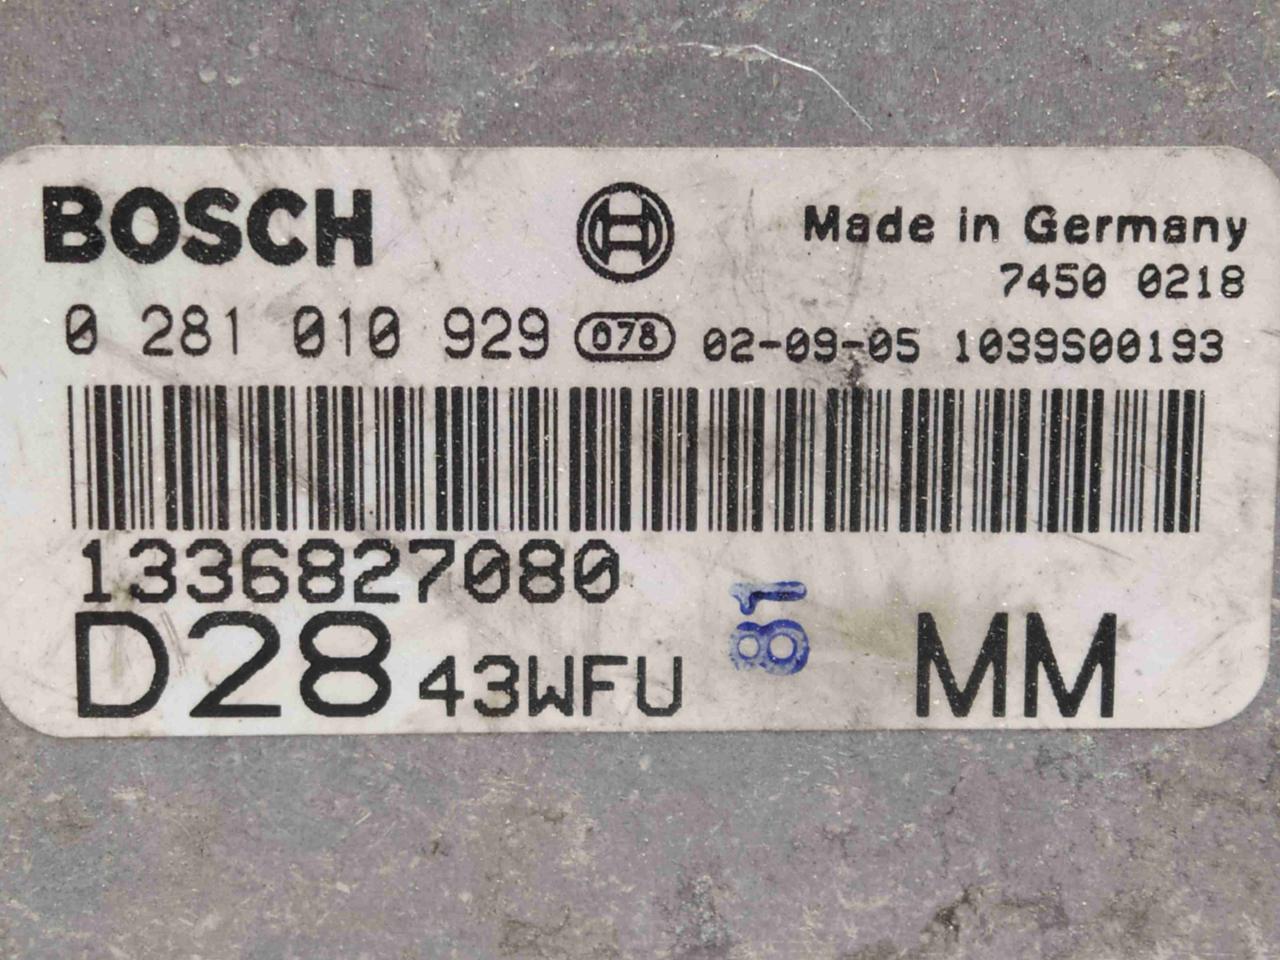 BOSCH
Made in Germany
7450 0218
0 281 010 929 078 02-09-05 1039S00193
1336827080
D28 43WFU 81 MM